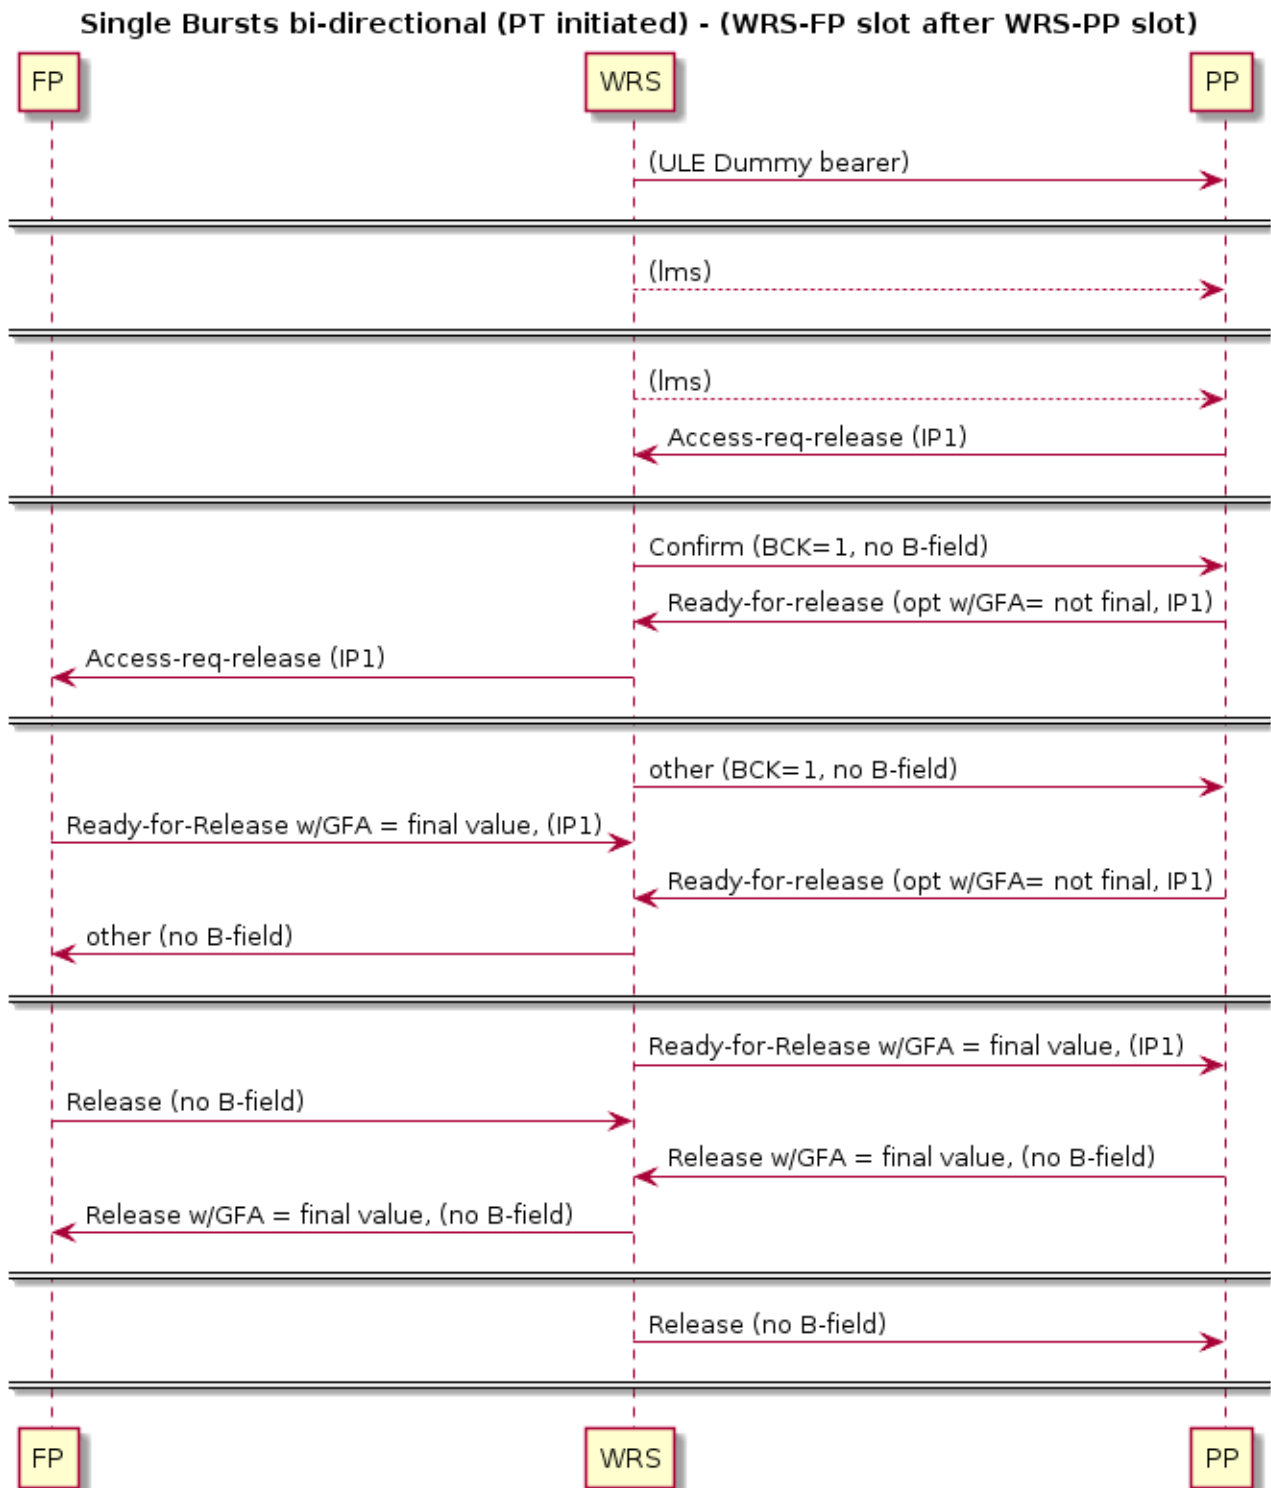 Single Bursts bi-directional (PT initiated) - (WRS-FP slot after WRS-PP slot)
FP WRS PP
(ULE Dummy bearer)
(lms)
(lms)
Access-req-release (IP1)
Confirm (BCK=1, no B-field)
Ready-for-release (opt w/GFA= not final, IP1)
Access-req-release (IP1)
other (BCK=1, no B-field)
Ready-for-Release w/GFA = final value, (IP1)
Ready-for-release (opt w/GFA= not final, IP1)
other (no B-field)
Ready-for-Release w/GFA = final value, (IP1)
Release (no B-field)
Release w/GFA = final value, (no B-field)
Release w/GFA = final value, (no B-field)
Release (no B-field)
FP WRS PP